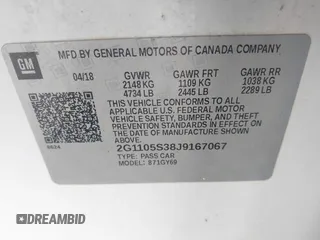 GM
MFD BY GENERAL MOTORS OF CANADA COMPANY
04/18 GVWR GAWR FRT GAWR RR
2148 KG 1109 KG 1038 KG
4734 LB 2445 LB 2289 LB
THIS VEHICLE CONFORMS TO ALL APPLICABLE U.S. FEDERAL MOTOR VEHICLE SAFETY, BUMPER, AND THEFT PREVENTION STANDARDS IN EFFECT ON THE DATE OF MANUFACTURE SHOWN ABOVE.
2G1105S38J9167067
TYPE: PASS CAR
MODEL:
DREAMBID
DREAMBID.COM